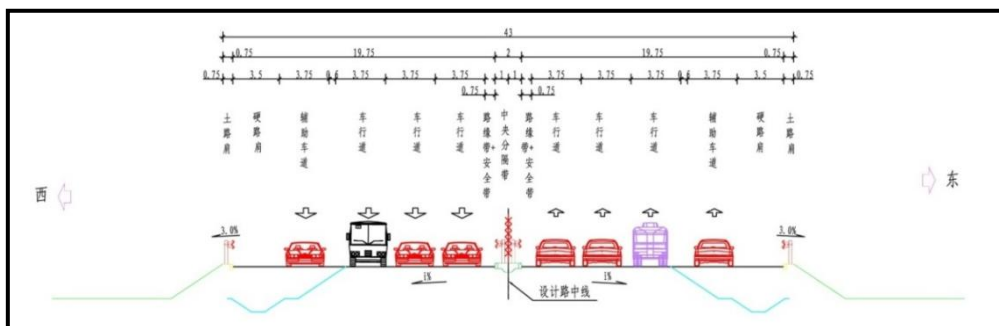 43
0.75 19.75 2 19.75 0.75
0.75 3.5 3.75 0.5 3.75 3.75 3.75 1 1 3.75 3.75 3.75 0.5 3.75 3.5 0.75
0.75 0.75
土路肩
硬路肩
辅助车道
车行道
车行道
车行道
路缘带+安全带
中央分隔带
路缘带+安全带
车行道
车行道
车行道
辅助车道
硬路肩
土路肩
西
东
3.0%
3.0%
1%
1%
设计路中线